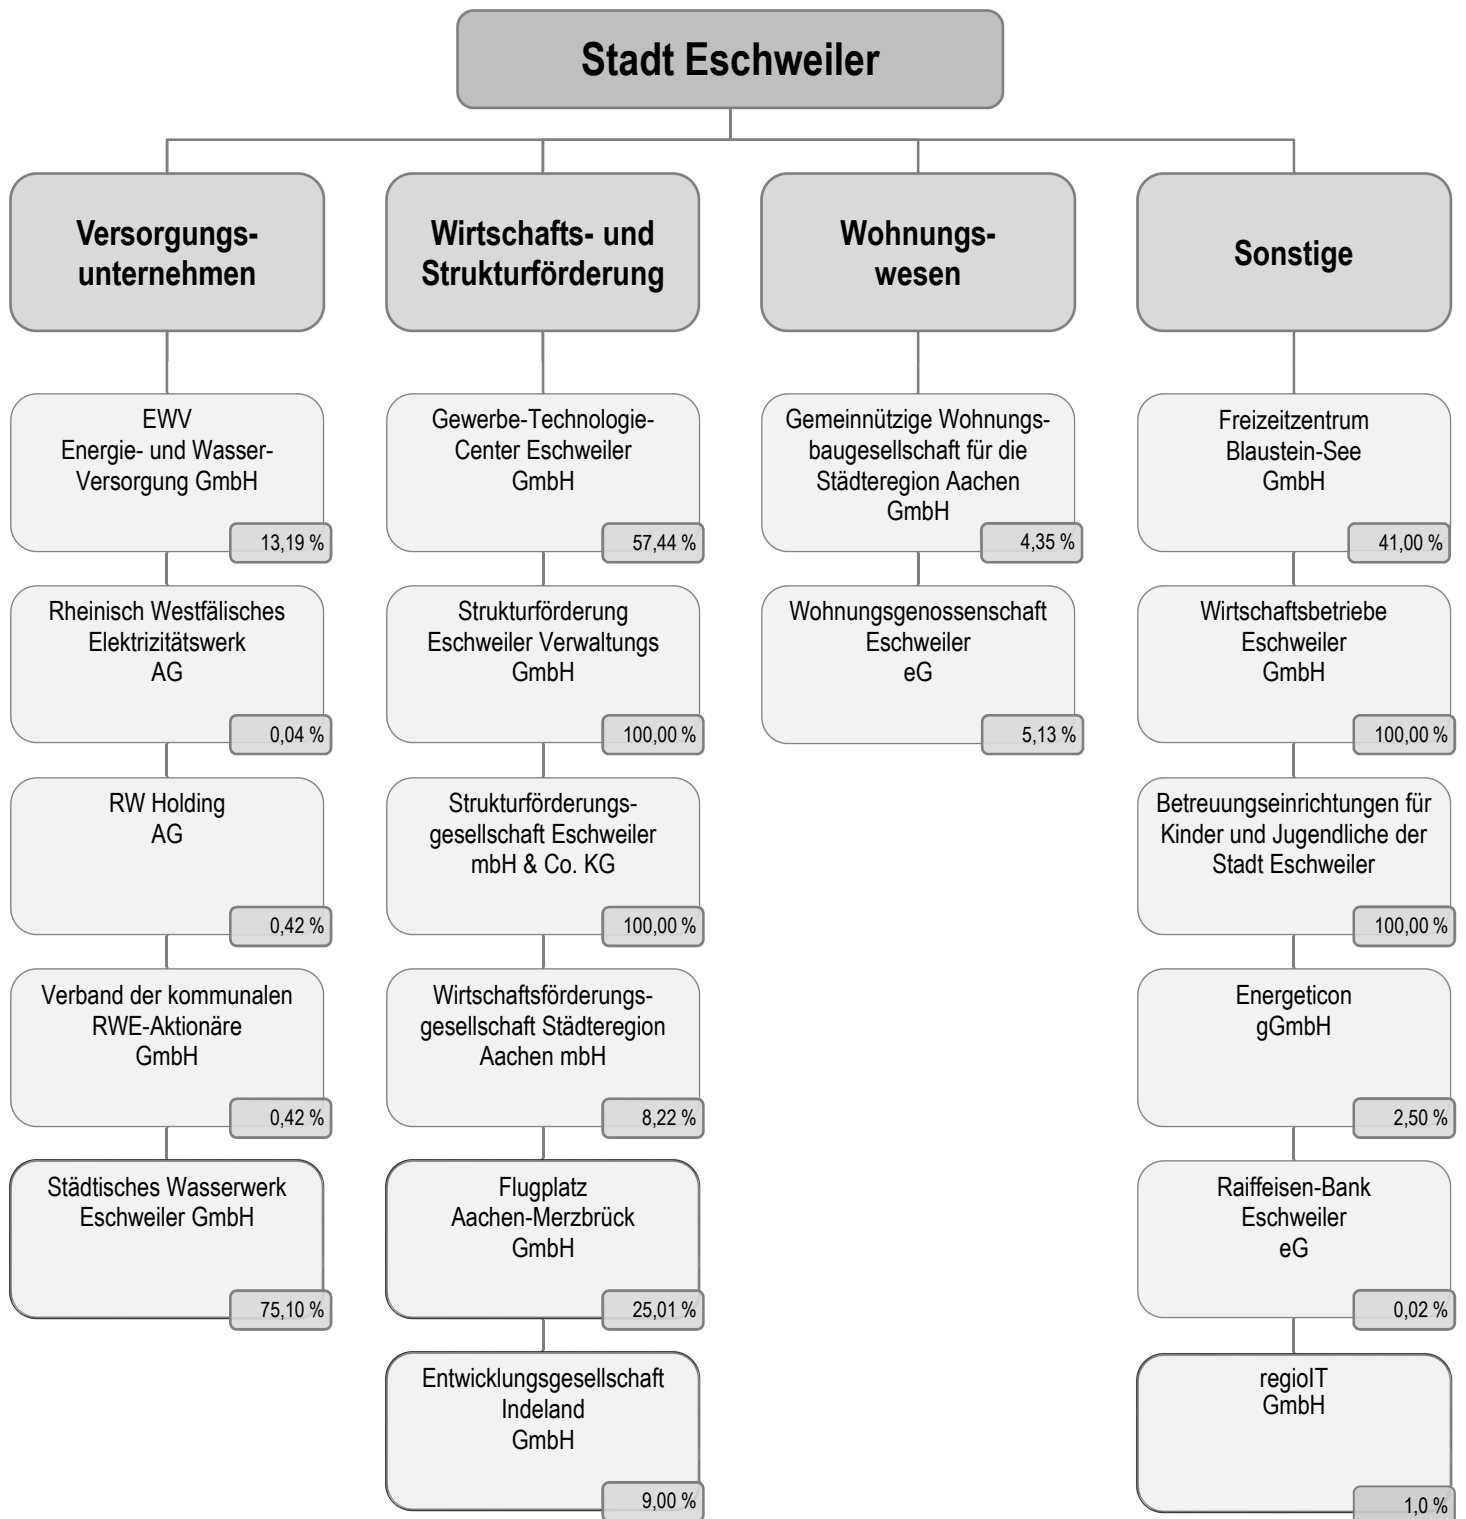 Stadt Eschweiler
Versorgungs-
unternehmen
EWV
Energie- und Wasser-
Versorgung GmbH
13,19 %
Rheinisch Westfälisches
Elektrizitätswerk
AG
0,04 %
RW Holding
AG
0,42 %
Verband der kommunalen
RWE-Aktionäre
GmbH
0,42 %
Städtisches Wasserwerk
Eschweiler GmbH
75,10 %
Wirtschafts- und
Strukturförderung
Gewerbe-Technologie-
Center Eschweiler
GmbH
57,44 %
Strukturförderung
Eschweiler Verwaltungs
GmbH
100,00 %
Strukturförderungs-
gesellschaft Eschweiler
mbH & Co. KG
100,00 %
Wirtschaftsförderungs-
gesellschaft Städteregion
Aachen mbH
8,22 %
Flugplatz
Aachen-Merzbrück
GmbH
25,01 %
Entwicklungsgesellschaft
Indeland
GmbH
9,00 %
Wohnungs-
wesen
Gemeinnützige Wohnungs-
baugesellschaft für die
Städteregion Aachen
GmbH
4,35 %
Wohnungsgenossenschaft
Eschweiler
eG
5,13 %
Sonstige
Freizeitzentrum
Blaustein-See
GmbH
41,00 %
Wirtschaftsbetriebe
Eschweiler
GmbH
100,00 %
Betreuungseinrichtungen für
Kinder und Jugendliche der
Stadt Eschweiler
100,00 %
Energeticon
gGmbH
2,50 %
Raiffeisen-Bank
Eschweiler
eG
0,02 %
regioIT
GmbH
1,0 %